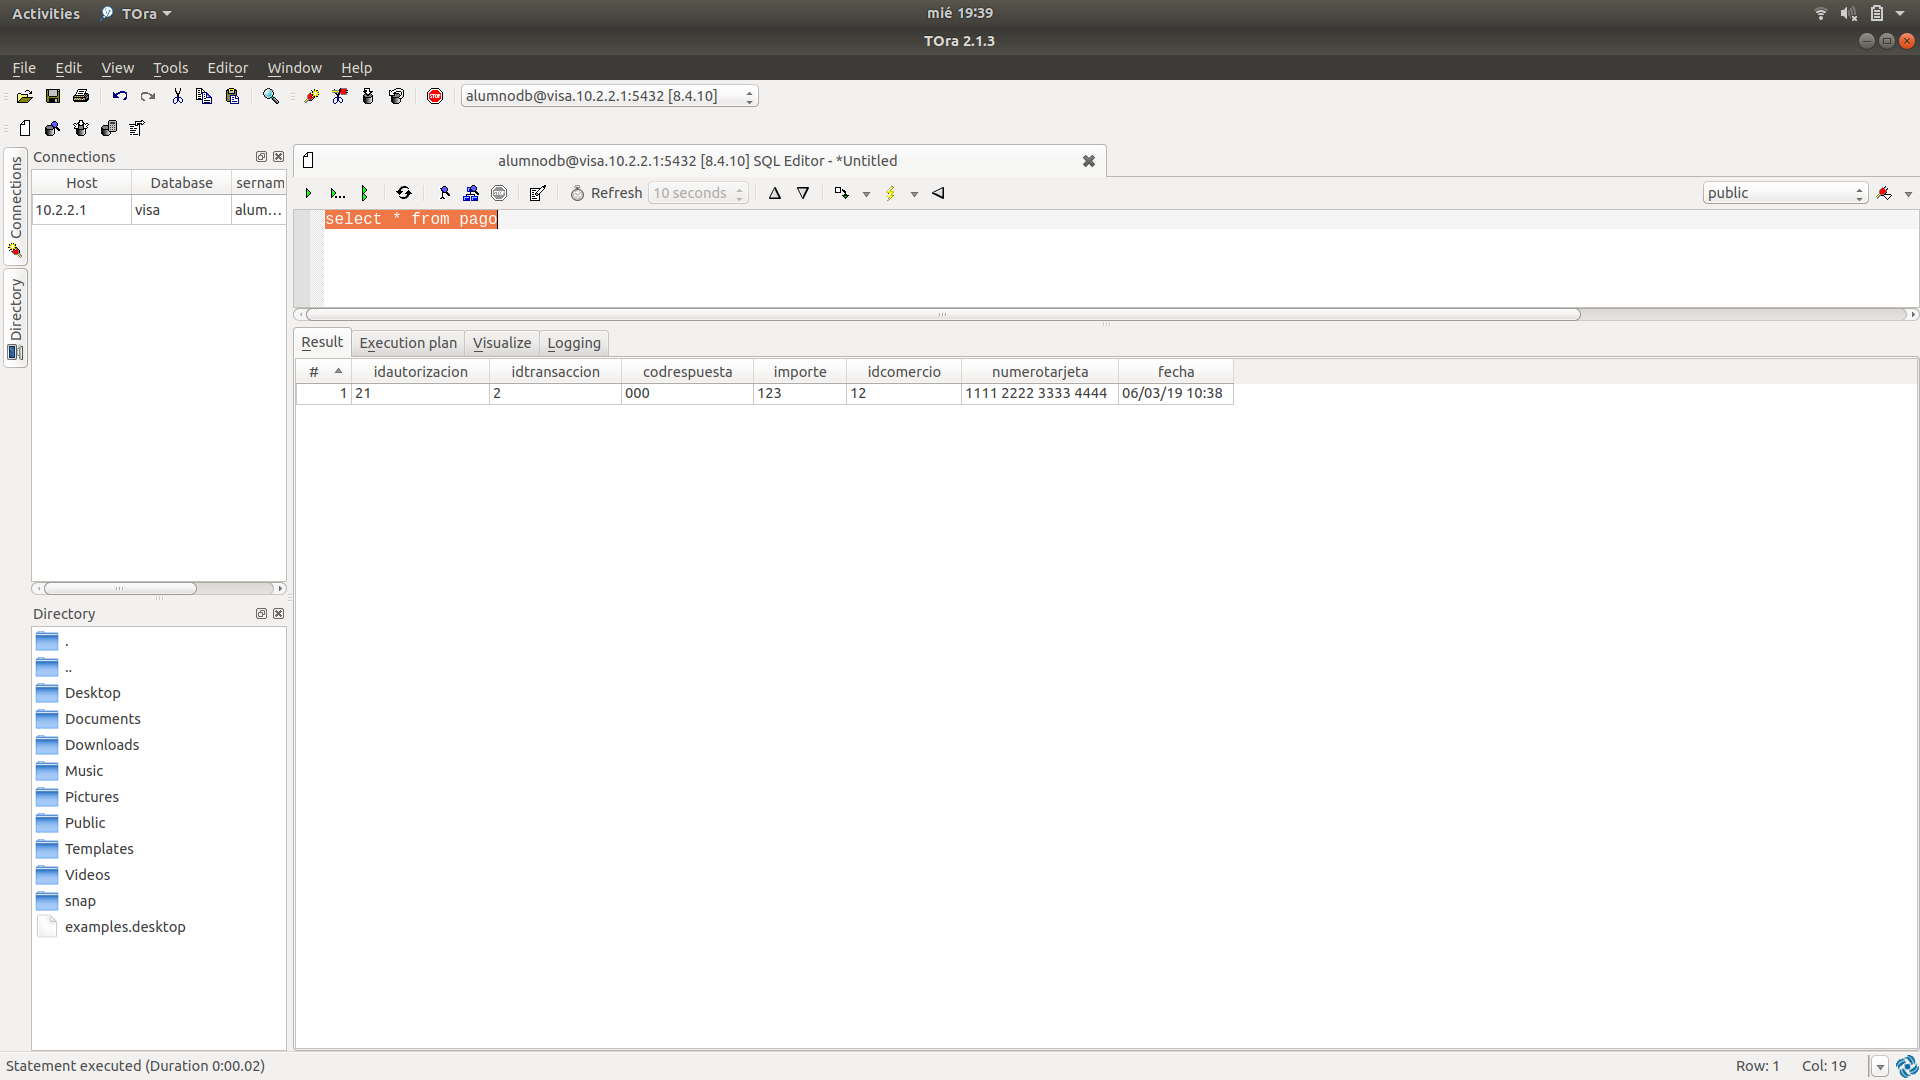 Activities TOra mié 19:39
TOra 2.1.3
File Edit View Tools Editor Window Help
alumnodb@visa.10.2.2.1:5432 [8.4.10]
Connections
Directory
Connections
Host Database sernam
10.2.2.1 visa alum...
alumnodb@visa.10.2.2.1:5432 [8.4.10] SQL Editor - *Untitled
Refresh 10 seconds public
select * from pago
Result Execution plan Visualize Logging
# idautorizacion idtransaccion codrespuesta importe idcomercio numerotarjeta fecha
1 21 2 000 123 12 1111 2222 3333 4444 06/03/19 10:38
Directory
.
..
Desktop
Documents
Downloads
Music
Pictures
Public
Templates
Videos
snap
examples.desktop
Statement executed (Duration 0:00.02) Row: 1 Col: 19